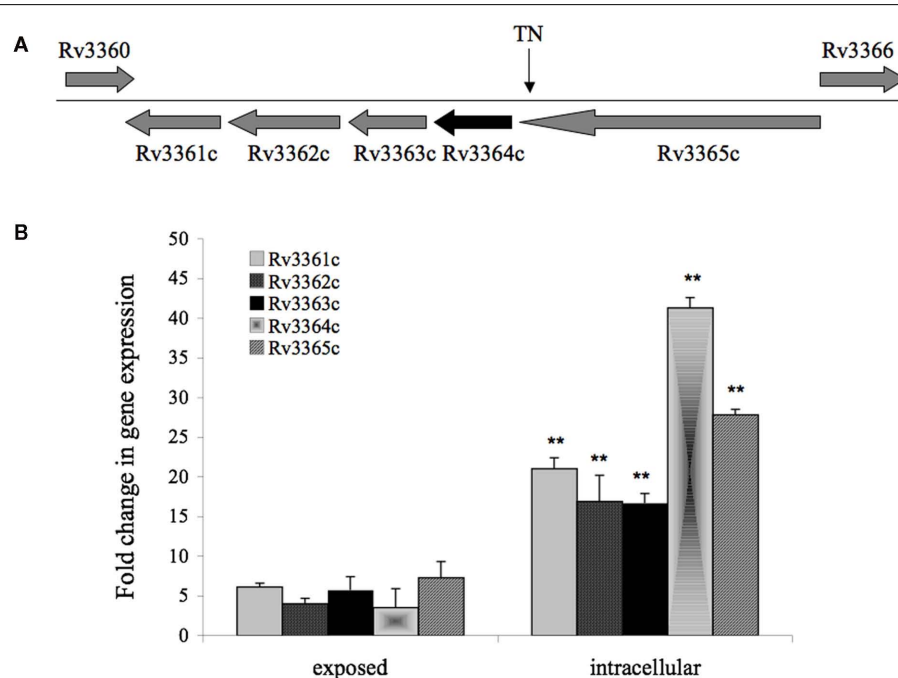 A
TN
Rv3360
Rv3366
Rv3361c Rv3362c Rv3363c Rv3364c Rv3365c
B
Fold change in gene expression
50
45
40
35
30
25
20
15
10
5
0
Rv3361c
Rv3362c
Rv3363c
Rv3364c
Rv3365c
**
**
**
**
**
exposed intracellular